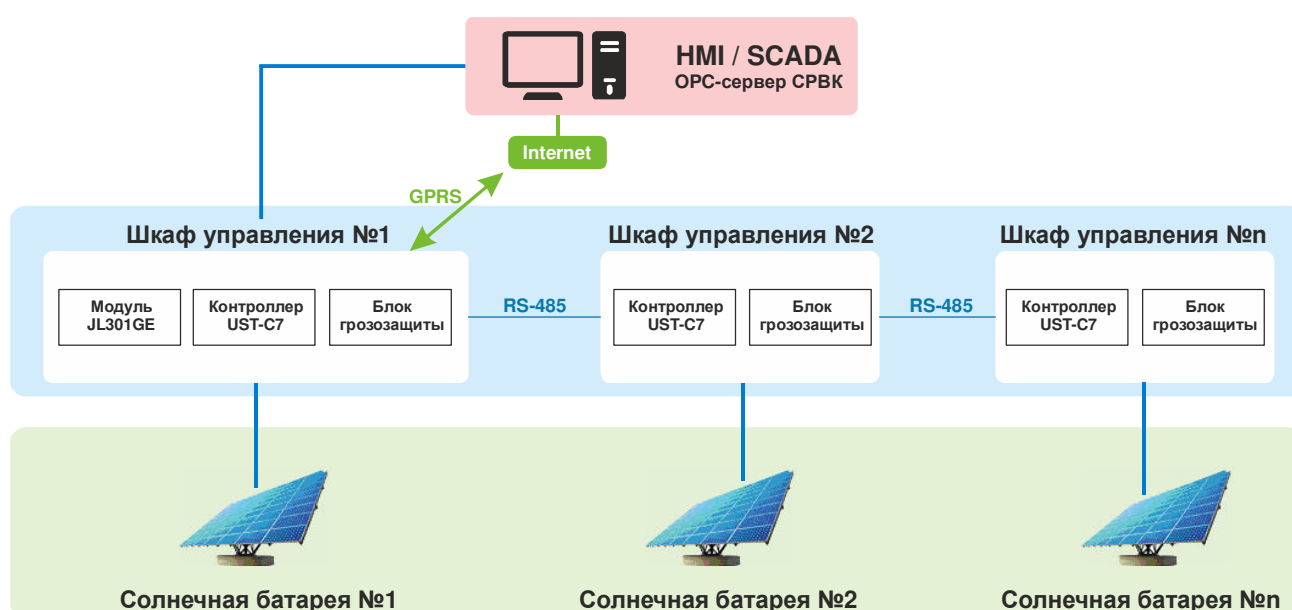 HMI / SCADA
ОРС-сервер СРВК
Internet
GPRS
Шкаф управления №1
Шкаф управления №2
Шкаф управления №n
Модуль
JL301GE
Контроллер
UST-C7
Блок
грозозащиты
RS-485
Контроллер
UST-C7
Блок
грозозащиты
RS-485
Контроллер
UST-C7
Блок
грозозащиты
Солнечная батарея №1
Солнечная батарея №2
Солнечная батарея №n